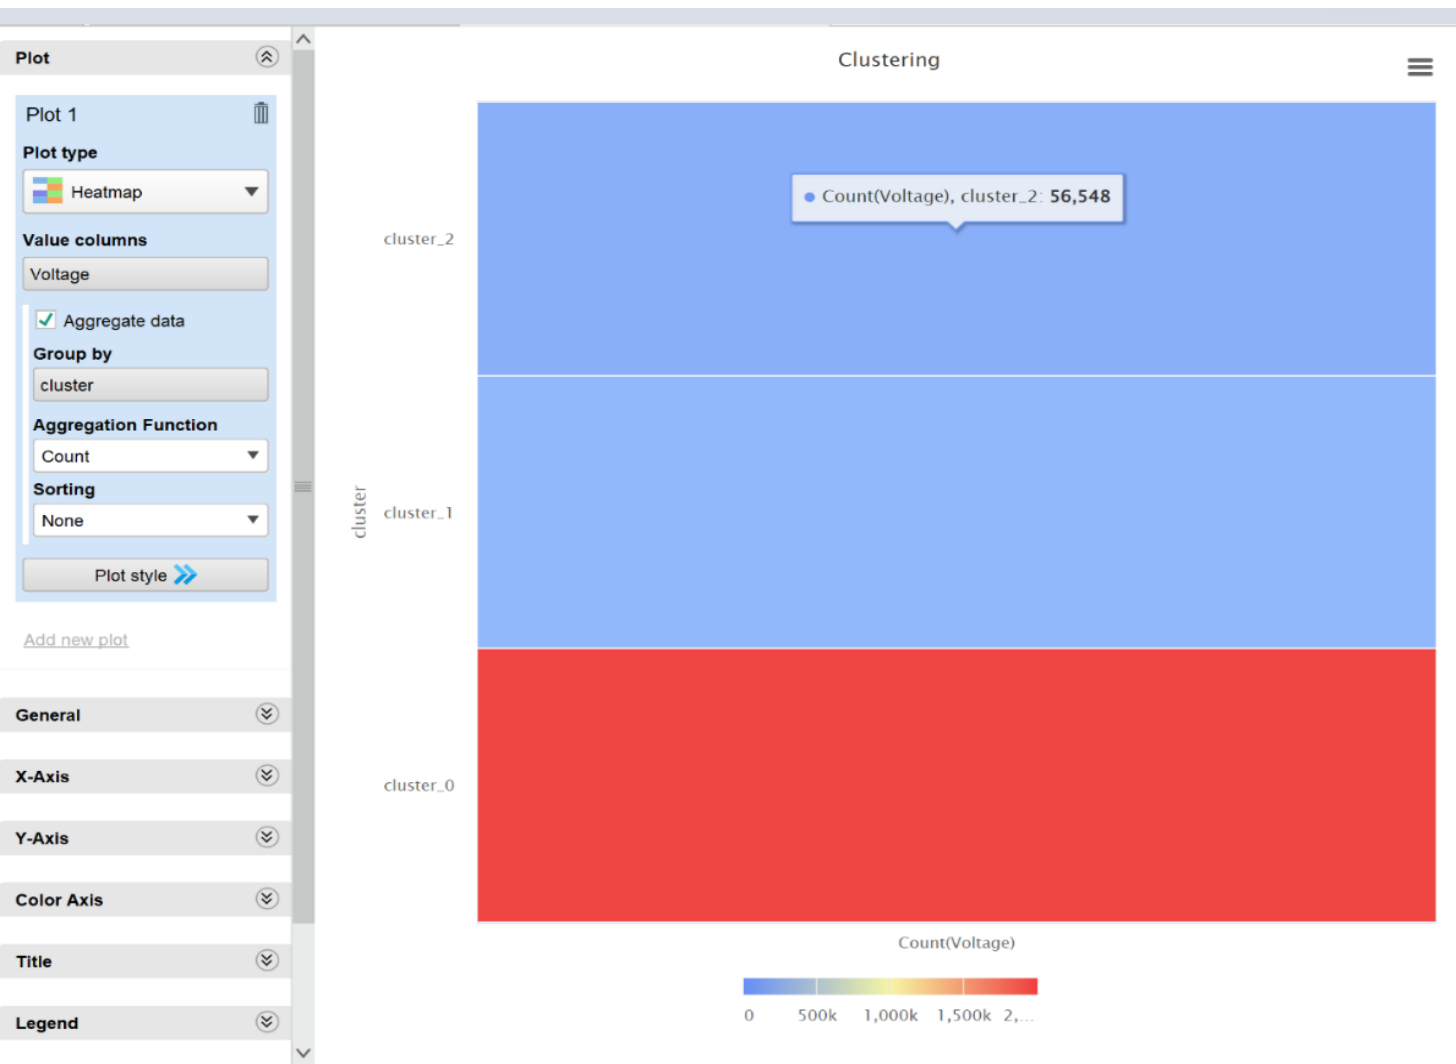 Plot
Plot 1
Plot type
Heatmap
Value columns
Voltage
Aggregate data
Group by
cluster
Aggregation Function
Count
Sorting
None
Plot style
Add new plot
General
X-Axis
Y-Axis
Color Axis
Title
Legend
Clustering
Count(Voltage), cluster_2: 56,548
cluster_2
cluster
cluster_1
cluster_0
Count(Voltage)
0 500k 1,000k 1,500k 2,...